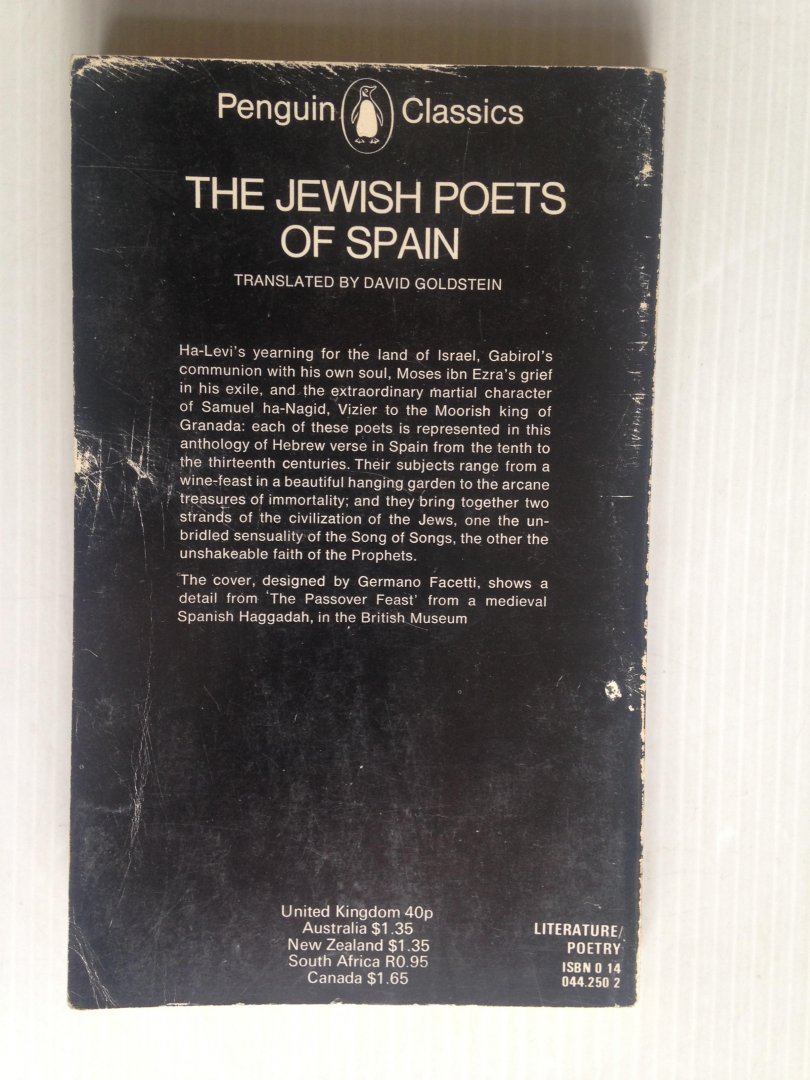 Penguin Classics
THE JEWISH POETS
OF SPAIN
TRANSLATED BY DAVID GOLDSTEIN
Ha-Levi's yearning for the land of Israel, Gabirol's
communion with his own soul, Moses ibn Ezra's grief
in his exile, and the extraordinary martial character
of Samuel ha-Nagid, Vizier to the Moorish king of
Granada: each of these poets is represented in this
anthology of Hebrew verse in Spain from the tenth to
the thirteenth centuries. Their subjects range from a
wine-feast in a beautiful hanging garden to the arcane
treasures of immortality; and they bring together two
strands of the civilization of the Jews, one the un-
bridled sensuality of the Song of Songs, the other the
unshakeable faith of the Prophets.
The cover, designed by Germano Facetti, shows a
detail from 'The Passover Feast' from a medieval
Spanish Haggadah, in the British Museum
United Kingdom 40p
Australia $1.35
New Zealand $1.35
South Africa R0.95
Canada $1.65
LITERATURE/
POETRY
ISBN 0 14
044.250 2